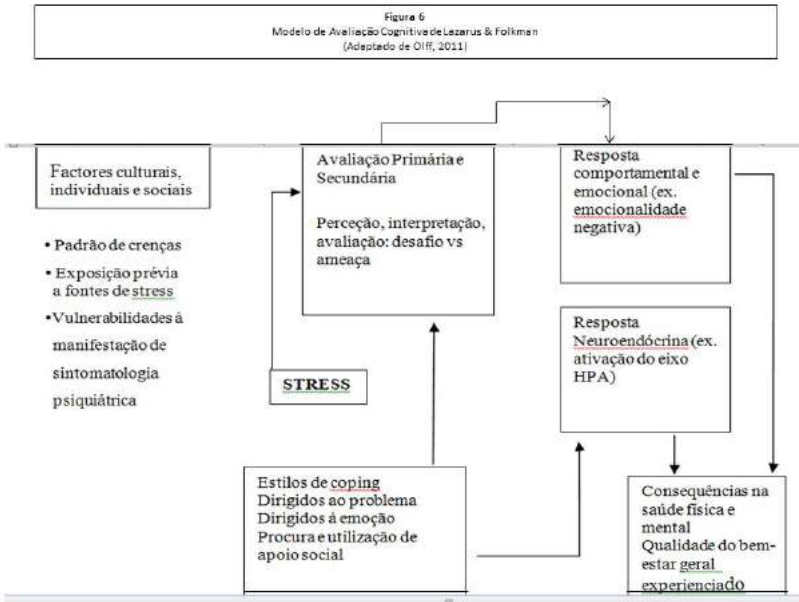 Figura 6
Modelo de Avaliação Cognitiva de Lazarus & Folkman
(Adaptado de Olff, 2011)
Factores culturais,
individuais e sociais
• Padrão de crenças
• Exposição prévia
a fontes de stress
•Vulnerabilidades à
manifestação de
sintomatologia
psiquiátrica
Avaliação Primária e
Secundária
Perceção, interpretação,
avaliação: desafio vs
ameaça
STRESS
Estilos de coping
Dirigidos ao problema
Dirigidos à emoção
Procura e utilização de
apoio social
Resposta
comportamental e
emocional (ex.
emocionalidade
negativa)
Resposta
Neuroendócrina (ex.
ativação do eixo
HPA)
Consequências na
saúde física e
mental
Qualidade do bem-
estar geral
experienciado